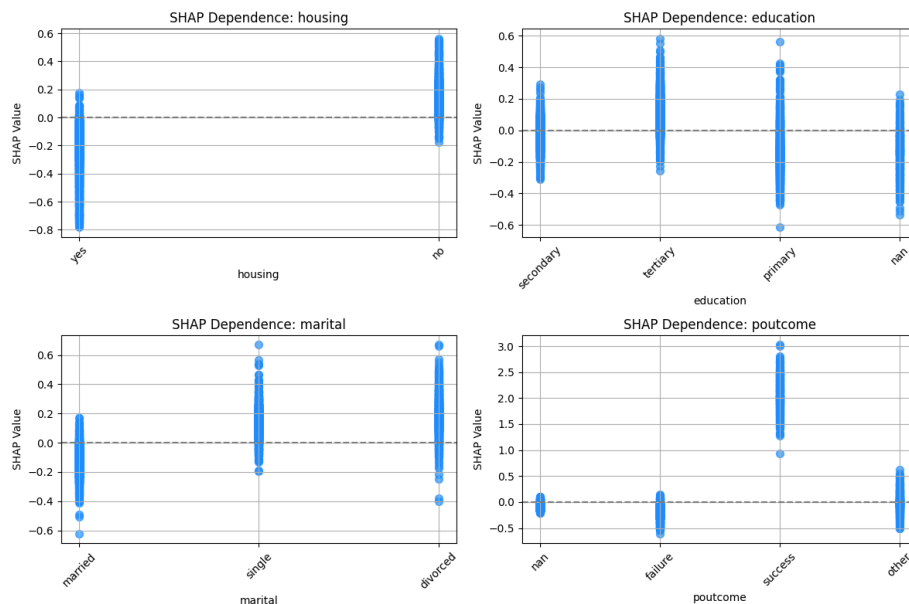 SHAP Dependence: housing
0.6
0.4
0.2
0.0
−0.2
−0.4
−0.6
−0.8
SHAP Value
yes
no
housing
SHAP Dependence: education
0.6
0.4
0.2
0.0
−0.2
−0.4
−0.6
SHAP Value
secondary
tertiary
primary
nan
education
SHAP Dependence: marital
0.6
0.4
0.2
0.0
−0.2
−0.4
−0.6
SHAP Value
married
single
divorced
marital
SHAP Dependence: poutcome
3.0
2.5
2.0
1.5
1.0
0.5
0.0
−0.5
SHAP Value
nan
failure
success
other
poutcome